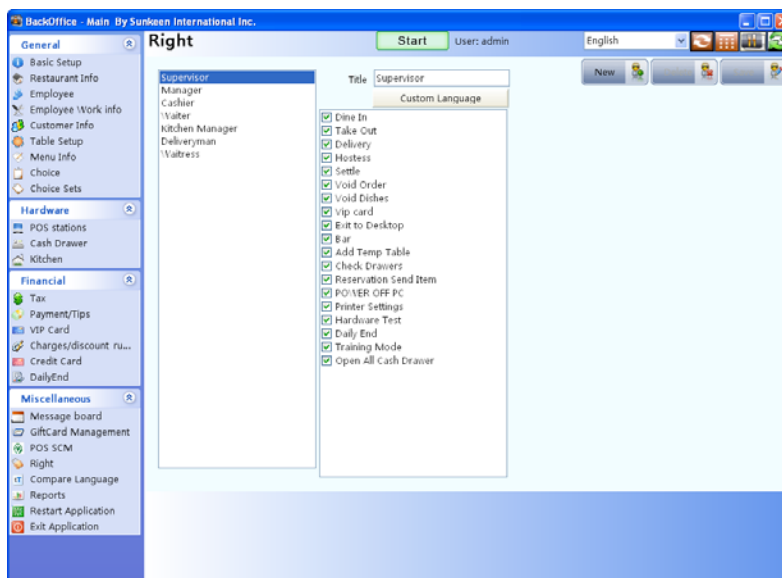 BackOffice - Main By Sunkeen International Inc.
General
Basic Setup
Restaurant Info
Employee
Employee Work info
Customer Info
Table Setup
Menu Info
Choice
Choice Sets
Hardware
POS stations
Cash Drawer
Kitchen
Financial
Tax
Payment/Tips
VIP Card
Charges/discount ru...
Credit Card
DailyEnd
Miscellaneous
Message board
GiftCard Management
POS SCM
Right
Compare Language
Reports
Restart Application
Exit Application
Right
Start
User: admin
English
New
Supervisor
Manager
Cashier
Waiter
Kitchen Manager
Deliveryman
Waitress
Title Supervisor
Custom Language
Dine In
Take Out
Delivery
Hostess
Settle
Void Order
Void Dishes
Vip card
Exit to Desktop
Bar
Add Temp Table
Check Drawers
Reservation Send Item
POWER OFF PC
Printer Settings
Hardware Test
Daily End
Training Mode
Open All Cash Drawer